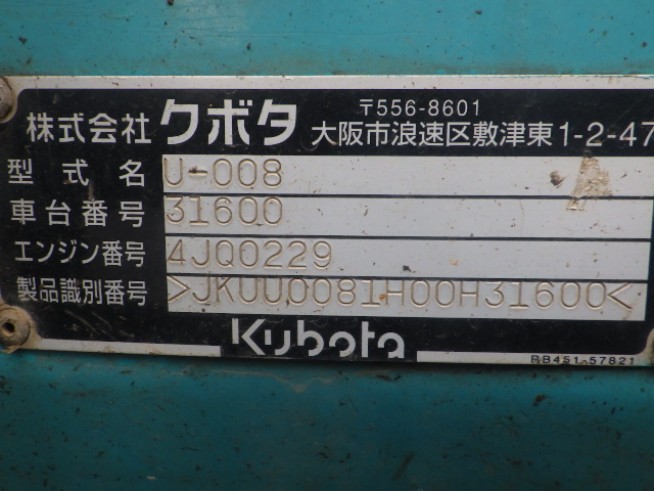 株式会社 クボタ 〒556-8601
大阪市浪速区敷津東1-2-47
型式名 U-008
車台番号 31600
エンジン番号 4JQ0229
製品識別番号 >JKUU0081H00H31600<
Kubota
RB451-57821